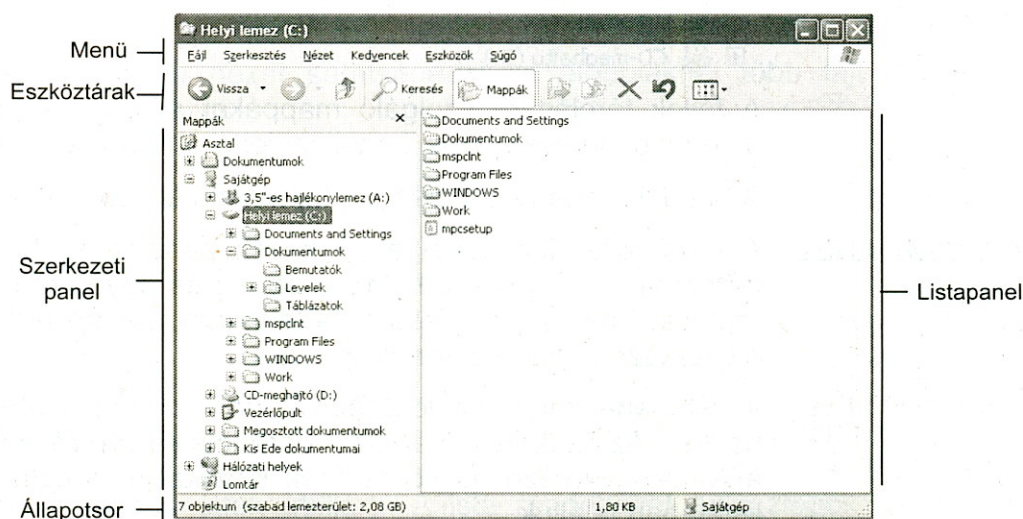 Helyi lemez (C:)
Menü
Fájl Szerkesztés Nézet Kedvencek Eszközök Súgó
Eszköztárak
Vissza Keresés Mappák
Mappák
Asztal
Dokumentumok
Sajátgép
3,5"-es hajlékonylemez (A:)
Helyi lemez (C:)
Documents and Settings
Dokumentumok
Bemutatók
Levelek
Táblázatok
mspclnt
Program Files
WINDOWS
Work
CD-meghajtó (D:)
Vezérlőpult
Megosztott dokumentumok
Kis Ede dokumentumai
Hálózati helyek
Lomtár
Szerkezeti
panel
Documents and Settings
Dokumentumok
mspclnt
Program Files
WINDOWS
Work
mpcsetup
Listapanel
Állapotsor
7 objektum (szabad lemezterület: 2,08 GB) 1,80 KB Sajátgép